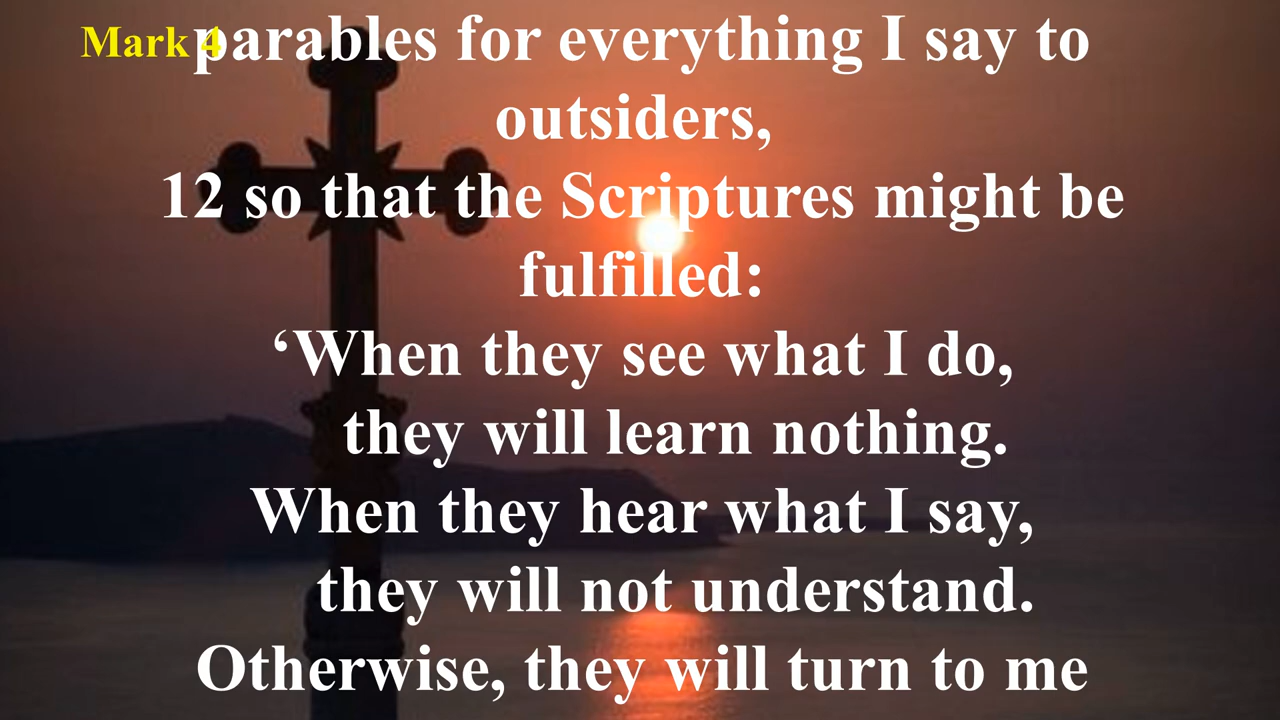 Mark 4
parables for everything I say to
outsiders,
12 so that the Scriptures might be
fulfilled:
‘When they see what I do,
they will learn nothing.
When they hear what I say,
they will not understand.
Otherwise, they will turn to me